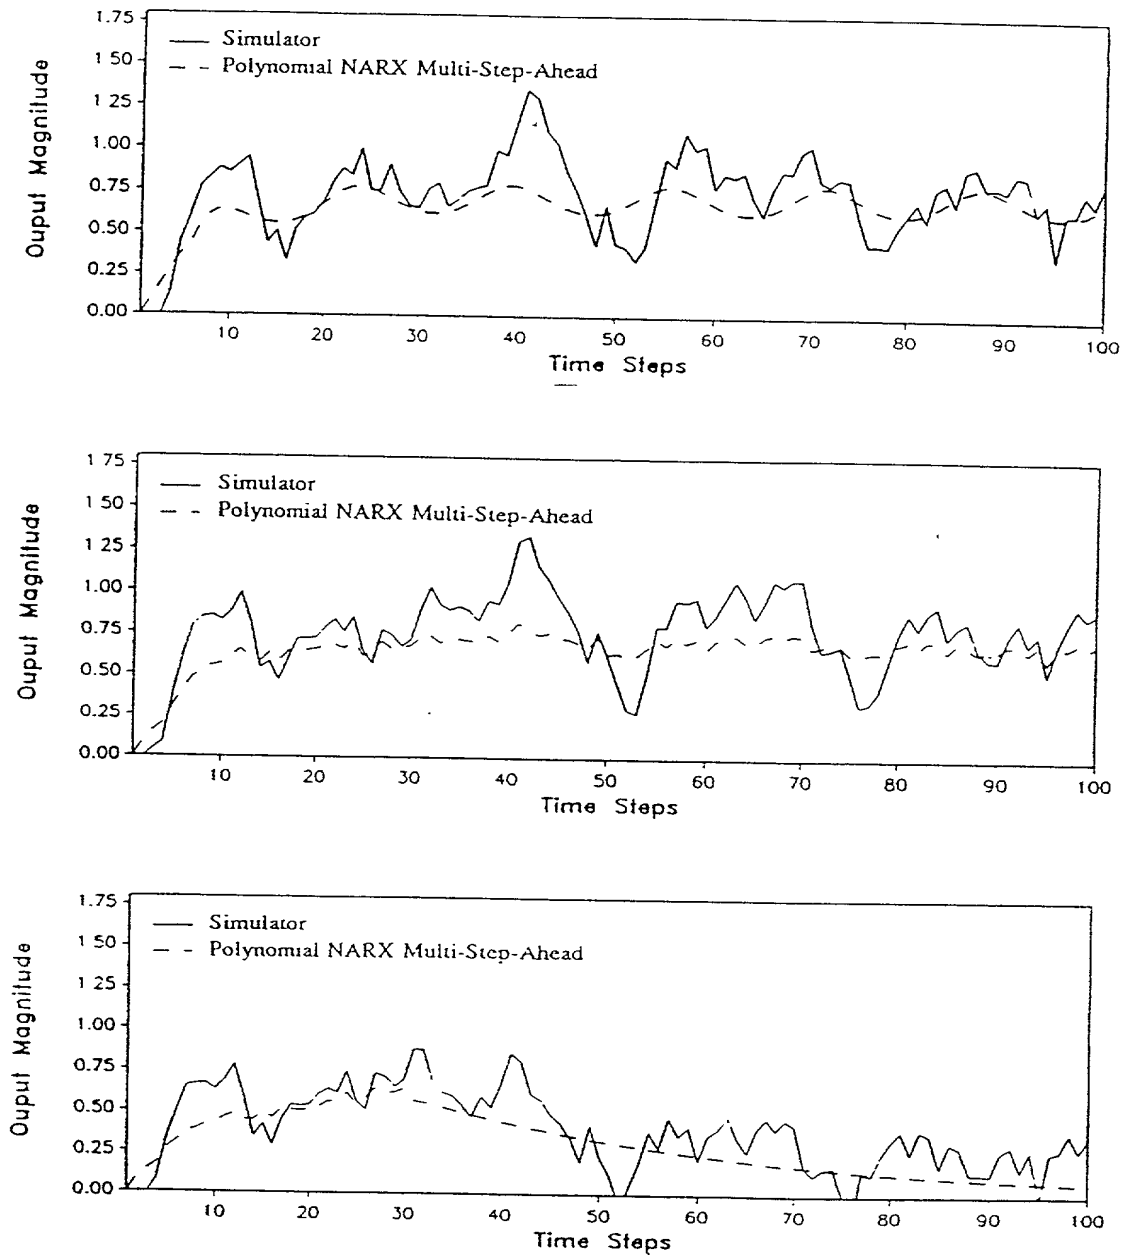 1.75
1 50
1.25
1.00
0.75
0.50
0.25
0.00
Ouput Magnitude
Simulator
Polynomial NARX Multi-Step-Ahead
10 20 30 40 50 60 70 80 90 100
Time Steps
1 75
1 50
1 25
1.00
0.75
0.50
0.25
0.00
Ouput Magnitude
Simulator
Polynomial NARX Multi-Step-Ahead
10 20 30 40 50 60 70 80 90 100
Time Steps
1.75
1 50
1.25
1.00
0.75
0.50
0.25
0.00
Ouput Magnitude
Simulator
Polynomial NARX Multi-Step-Ahead
10 20 30 40 50 60 70 80 90 100
Time Steps